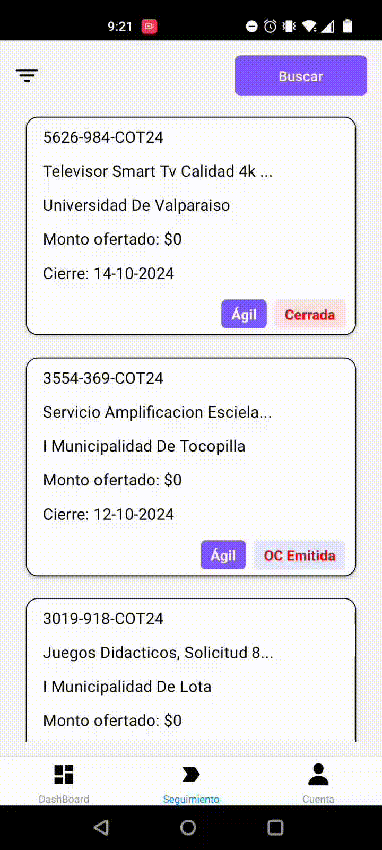 9:21
Buscar
5626-984-COT24
Televisor Smart Tv Calidad 4k ...
Universidad De Valparaiso
Monto ofertado: $0
Cierre: 14-10-2024
Ágil
Cerrada
3554-369-COT24
Servicio Amplificacion Esciela...
I Municipalidad De Tocopilla
Monto ofertado: $0
Cierre: 12-10-2024
Ágil
OC Emitida
3019-918-COT24
Juegos Didacticos, Solicitud 8...
I Municipalidad De Lota
Monto ofertado: $0
DashBoard
Seguimiento
Cuenta